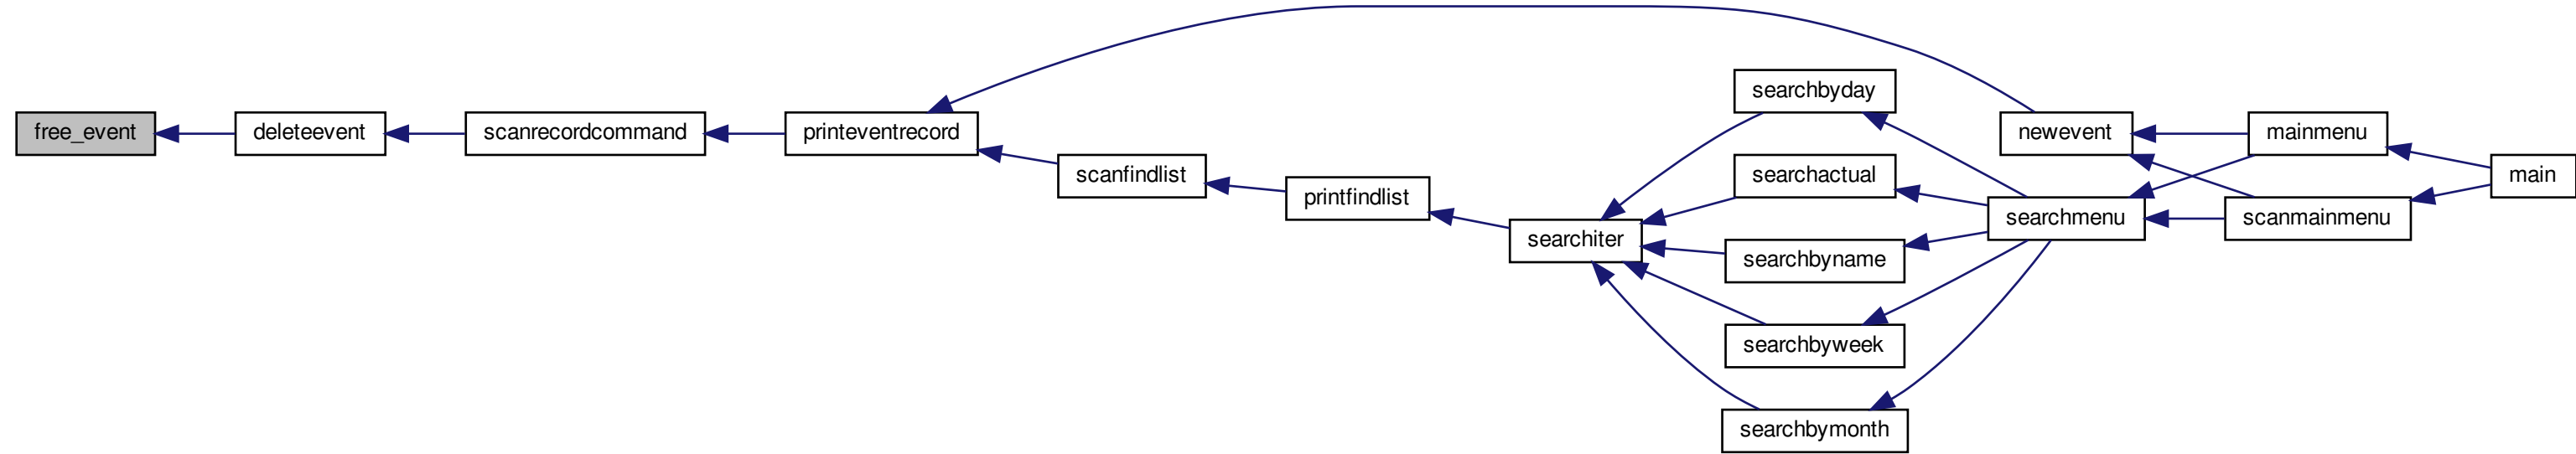 free_event
deleteevent
scanrecordcommand
printeventrecord
scanfindlist
printfindlist
searchiter
searchbyday
searchactual
searchbyname
searchbyweek
searchbymonth
newevent
searchmenu
mainmenu
scanmainmenu
main